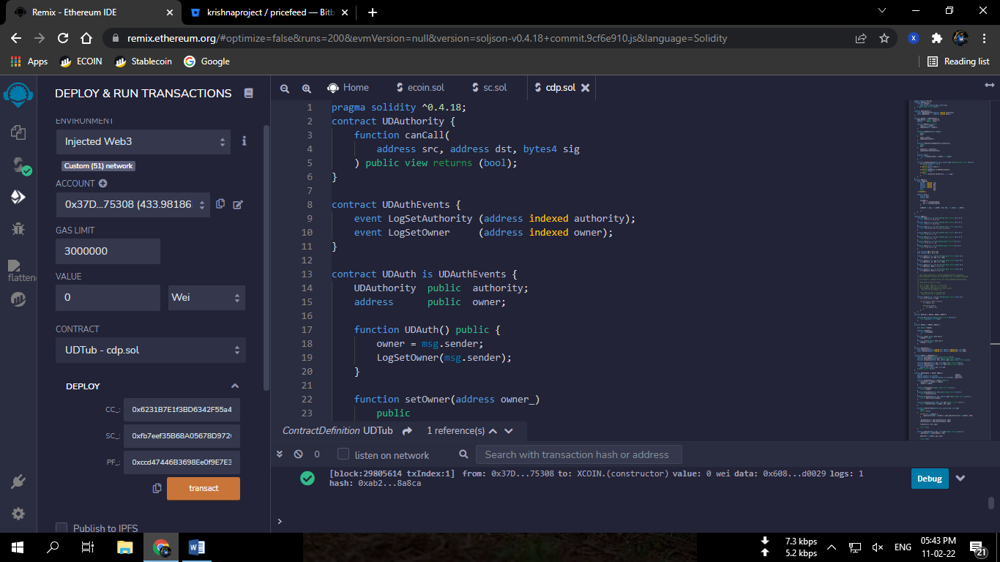 Remix - Ethereum IDE
krishnaproject / pricefeed — Bitb
remix.ethereum.org/#optimize=false&runs=200&evmVersion=null&version=soljson-v0.4.18+commit.9cf6e910.js&language=Solidity
X
Apps
ECOIN
Stablecoin
Google
Reading list
DEPLOY & RUN TRANSACTIONS
Home
ecoin.sol
sc.sol
cdp.sol
ENVIRONMENT
Injected Web3
Custom (51) network
ACCOUNT
0x37D...75308 (433.98186
GAS LIMIT
3000000
VALUE
0
Wei
CONTRACT
UDTub - cdp.sol
DEPLOY
CC_:
0x6231B7E1f3BD6342F55a4
SC_:
0xfb7eef35B68A05678D972
PF_:
0xccd47446B3698Ee0f9E7E3
transact
Publish to IPFS
flattene
1 pragma solidity ^0.4.18;
2 contract UDAuthority {
3 function canCall(
4 address src, address dst, bytes4 sig
5 ) public view returns (bool);
6 }
7
8 contract UDAuthEvents {
9 event LogSetAuthority (address indexed authority);
10 event LogSetOwner     (address indexed owner);
11 }
12
13 contract UDAuth is UDAuthEvents {
14 UDAuthority  public  authority;
15 address      public  owner;
16
17 function UDAuth() public {
18 owner = msg.sender;
19 LogSetOwner(msg.sender);
20 }
21
22 function setOwner(address owner_)
23 public
ContractDefinition UDTub
1 reference(s)
0
listen on network
Search with transaction hash or address
[block:29805614 txIndex:1] from: 0x37D...75308 to: XCOIN.(constructor) value: 0 wei data: 0x608...d0029 logs: 1
hash: 0xab2...8a8ca
Debug
>
7.3 kbps
5.2 kbps
ENG
05:43 PM
11-02-22
21